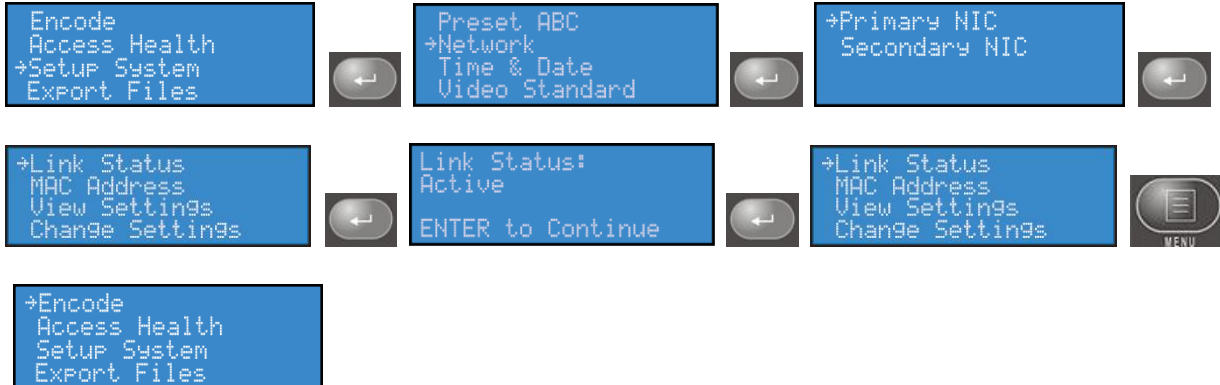 Encode
Access Health
→Setup System
Export Files
Preset ABC
→Network
Time & Date
Video Standard
→Primary NIC
Secondary NIC
→Link Status
MAC Address
View Settings
Change Settings
Link Status:
Active
ENTER to Continue
→Link Status
MAC Address
View Settings
Change Settings
MENU
→Encode
Access Health
Setup System
Export Files